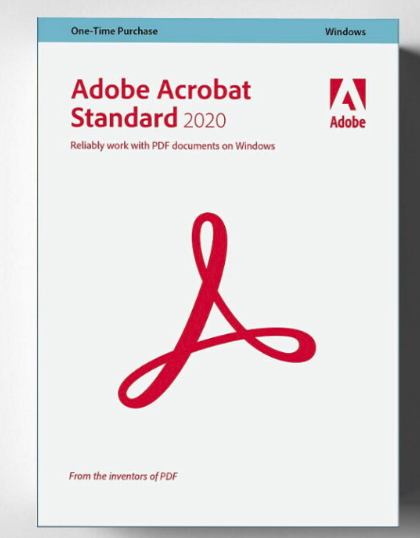 One-Time Purchase Windows
Adobe Acrobat
Standard 2020
Adobe
Reliably work with PDF documents on Windows
From the inventors of PDF